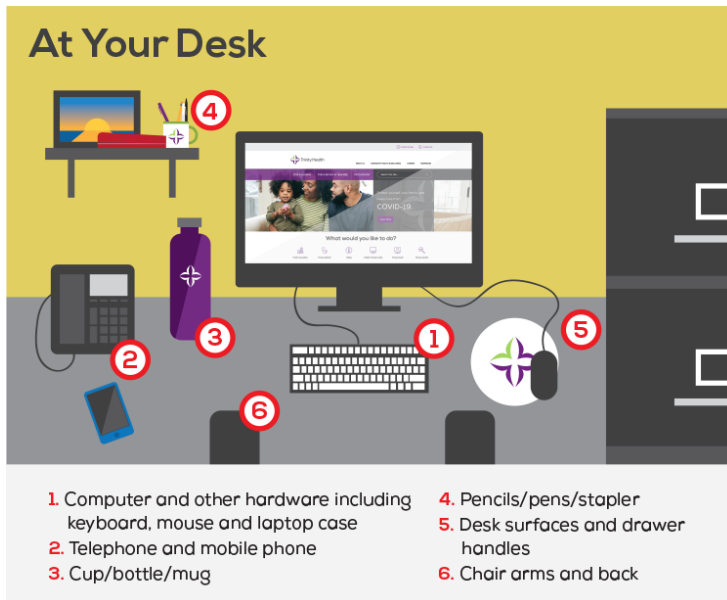 At Your Desk
4
Trinity Health
COVID-19
What would you like to do?
3
2
1
5
6
1. Computer and other hardware including
keyboard, mouse and laptop case
2. Telephone and mobile phone
3. Cup/bottle/mug
4. Pencils/pens/stapler
5. Desk surfaces and drawer
handles
6. Chair arms and back